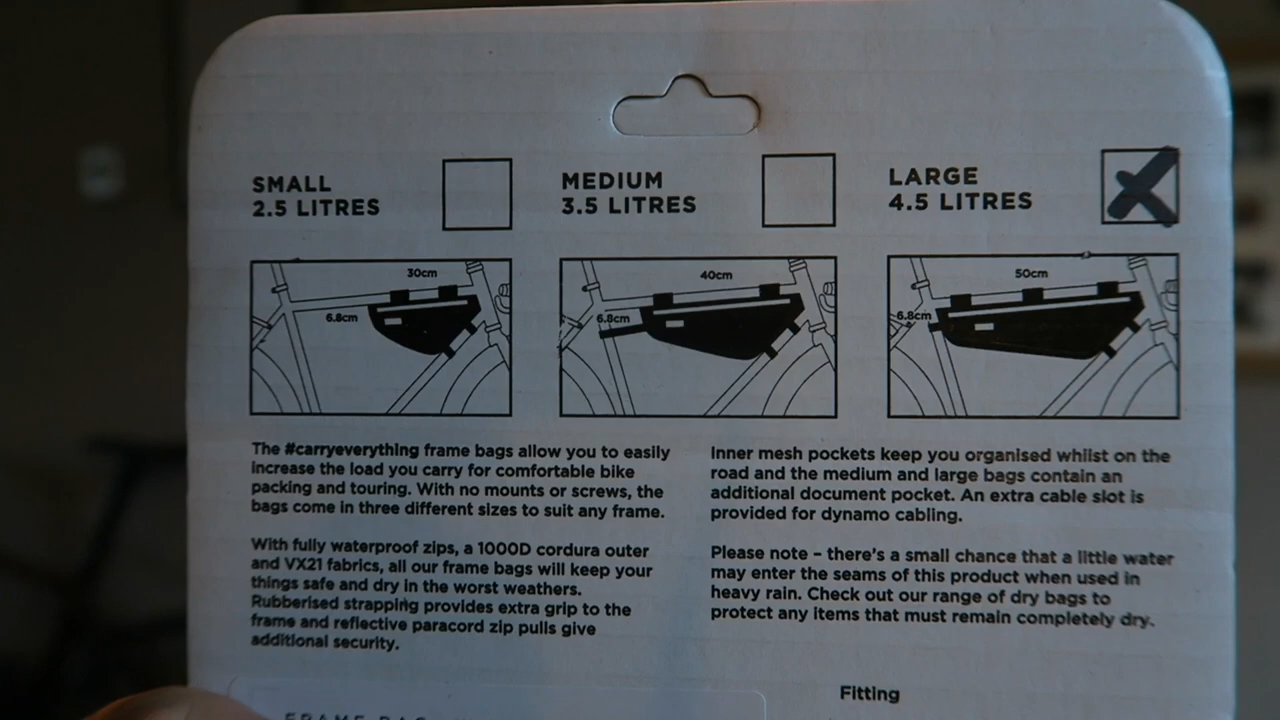 SMALL
2.5 LITRES
MEDIUM
3.5 LITRES
LARGE
4.5 LITRES
30cm
6.8cm
40cm
6.8cm
50cm
6.8cm
The #carryeverything frame bags allow you to easily
increase the load you carry for comfortable bike
packing and touring. With no mounts or screws, the
bags come in three different sizes to suit any frame.
With fully waterproof zips, a 1000D cordura outer
and VX21 fabrics, all our frame bags will keep your
things safe and dry in the worst weathers.
Rubberised strapping provides extra grip to the
frame and reflective paracord zip pulls give
additional security.
Inner mesh pockets keep you organised whilst on the
road and the medium and large bags contain an
additional document pocket. An extra cable slot is
provided for dynamo cabling.
Please note – there's a small chance that a little water
may enter the seams of this product when used in
heavy rain. Check out our range of dry bags to
protect any items that must remain completely dry.
Fitting
FRAME BAG